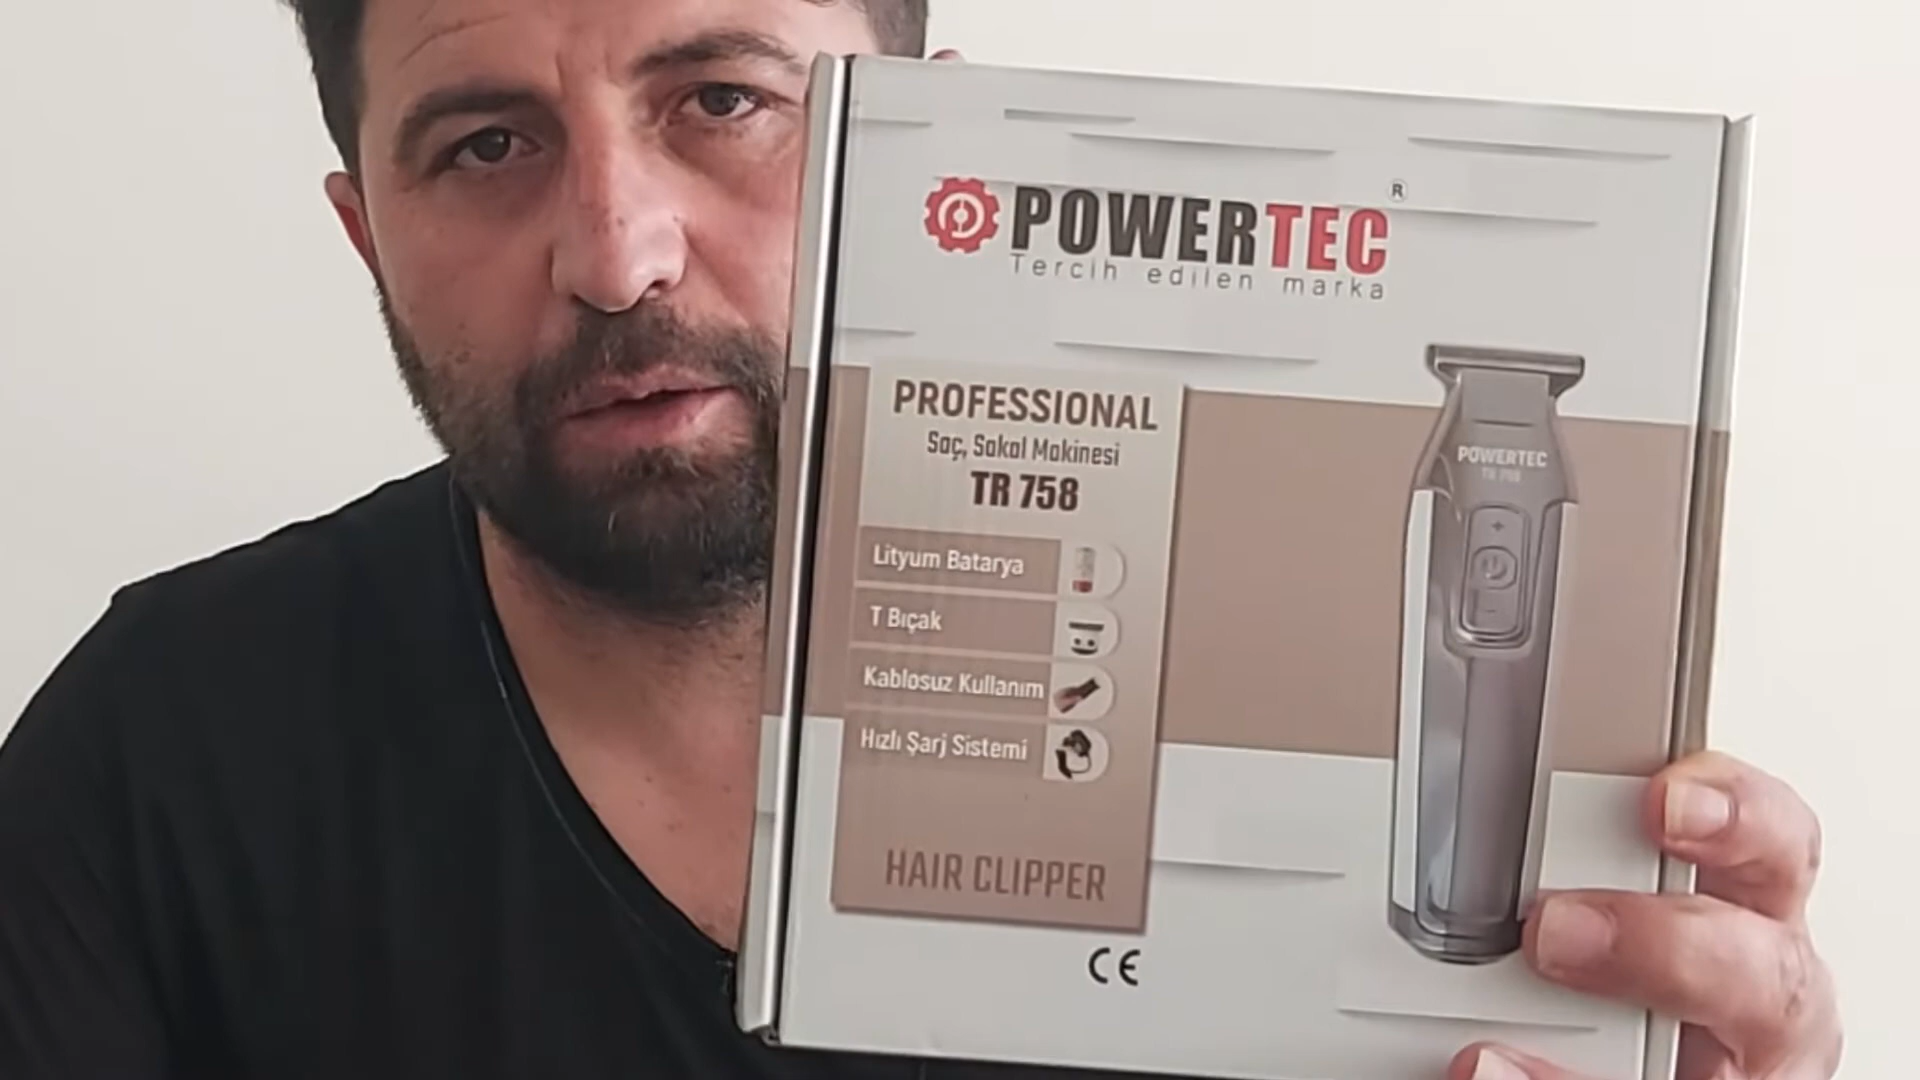 POWERTEC®
Tercih edilen marka
PROFESSIONAL
Saç, Sakal Makinesi
TR 758
Lityum Batarya
T Bıçak
Kablosuz Kullanım
Hızlı Şarj Sistemi
HAIR CLIPPER
CE
POWERTEC
TR 758